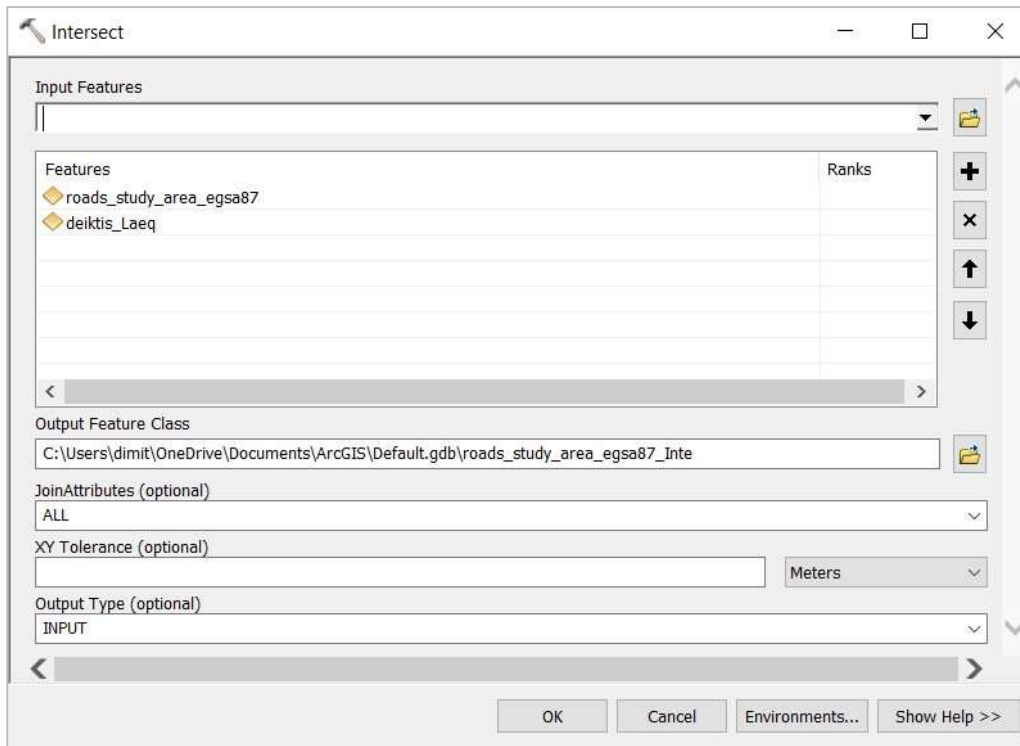 Intersect
Input Features
Features Ranks
roads_study_area_egsa87
deiktis_Laeq
Output Feature Class
C:\Users\dimit\OneDrive\Documents\ArcGIS\Default.gdb\roads_study_area_egsa87_Inte
JoinAttributes (optional)
ALL
XY Tolerance (optional)
Meters
Output Type (optional)
INPUT
OK Cancel Environments... Show Help >>